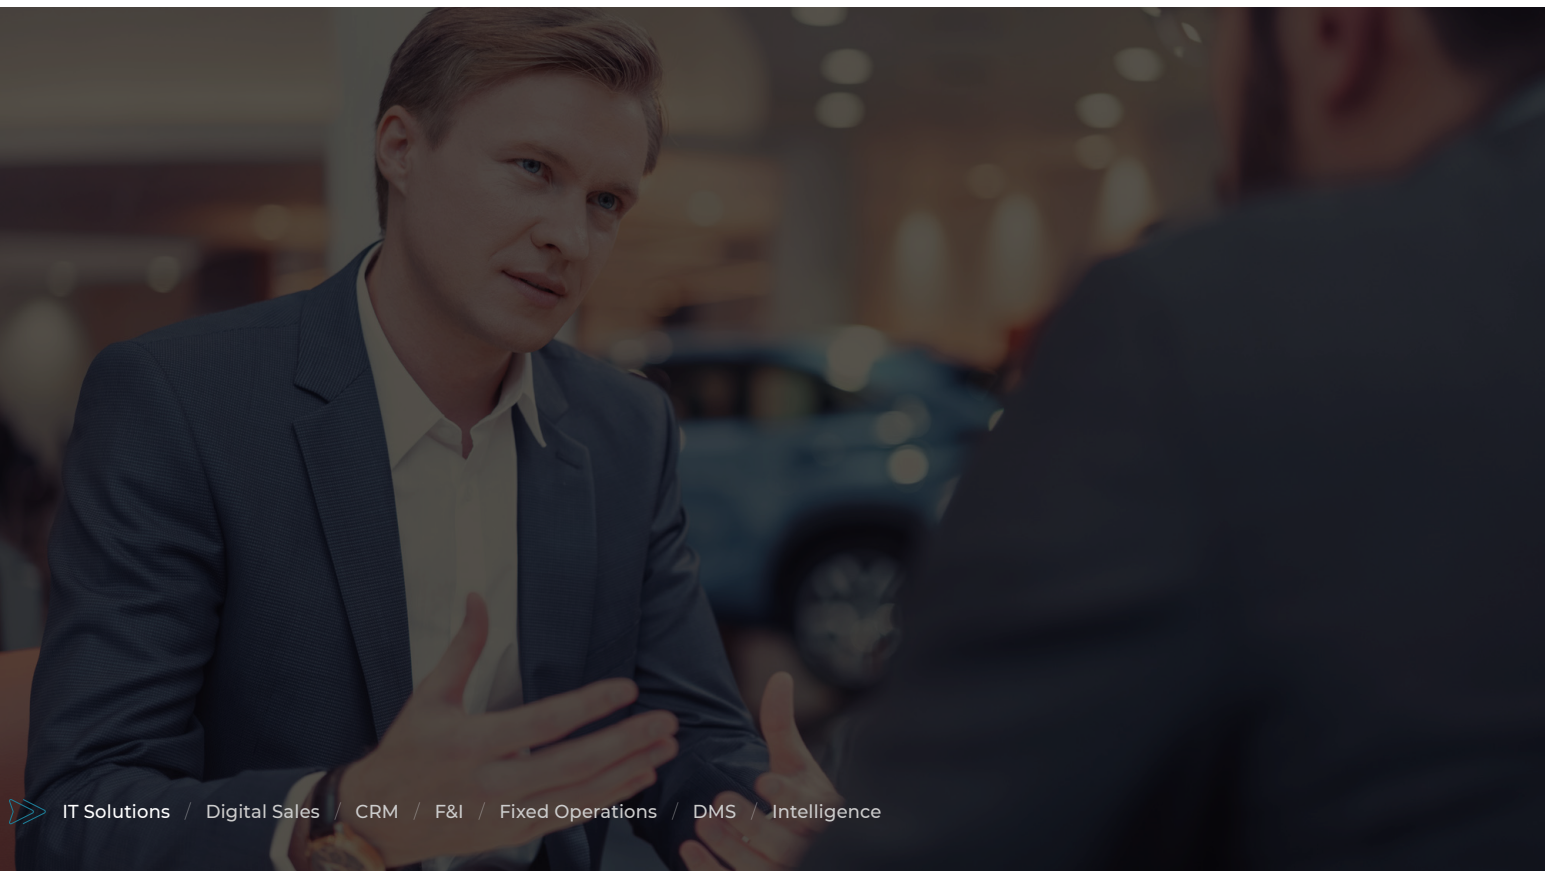 IT Solutions / Digital Sales / CRM / F&I / Fixed Operations / DMS / Intelligence